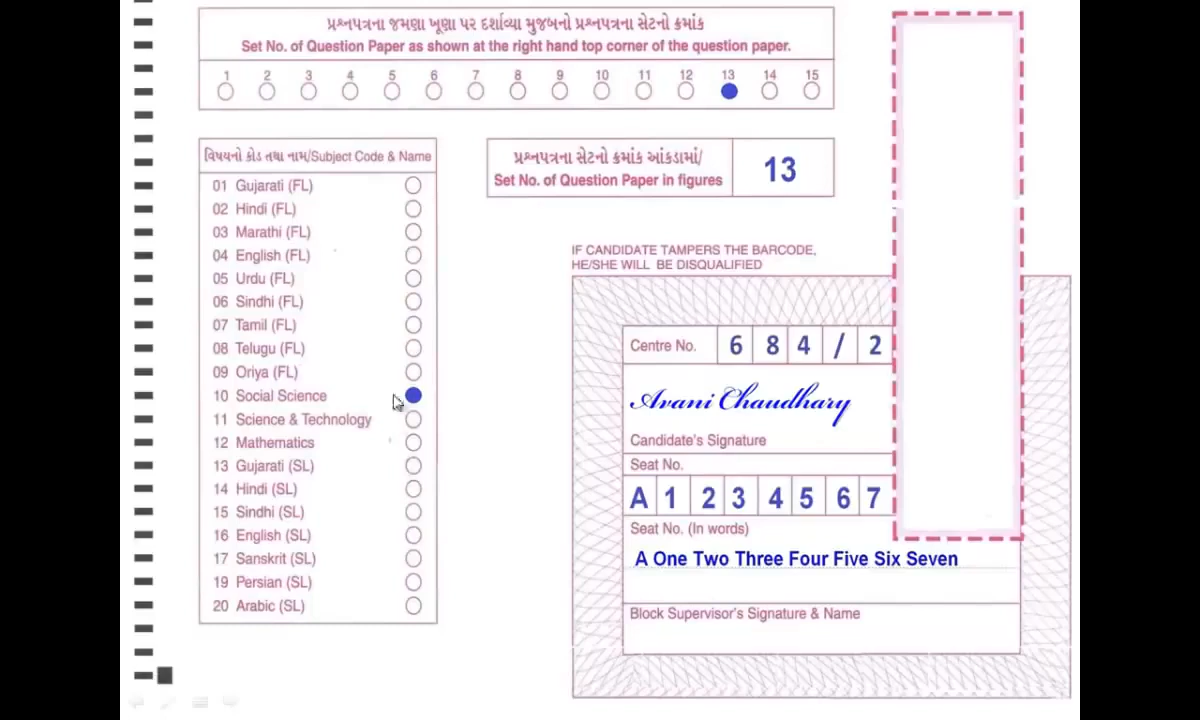 પ્રશ્નપત્રના જમણા ખૂણા પર દર્શાવ્યા મુજબનો પ્રશ્નપત્રના સેટનો ક્રમાંક
Set No. of Question Paper as shown at the right hand top corner of the question paper.
1 2 3 4 5 6 7 8 9 10 11 12 13 14 15
વિષયનો કોડ તથા નામ/Subject Code & Name
01 Gujarati (FL)
02 Hindi (FL)
03 Marathi (FL)
04 English (FL)
05 Urdu (FL)
06 Sindhi (FL)
07 Tamil (FL)
08 Telugu (FL)
09 Oriya (FL)
10 Social Science
11 Science & Technology
12 Mathematics
13 Gujarati (SL)
14 Hindi (SL)
15 Sindhi (SL)
16 English (SL)
17 Sanskrit (SL)
19 Persian (SL)
20 Arabic (SL)
પ્રશ્નપત્રના સેટનો ક્રમાંક આંકડામાં/
Set No. of Question Paper in figures
13
IF CANDIDATE TAMPERS THE BARCODE,
HE/SHE WILL BE DISQUALIFIED
Centre No. 6 8 4 / 2
Avani Chaudhary
Candidate's Signature
Seat No.
A 1 2 3 4 5 6 7
Seat No. (In words)
A One Two Three Four Five Six Seven
Block Supervisor's Signature & Name